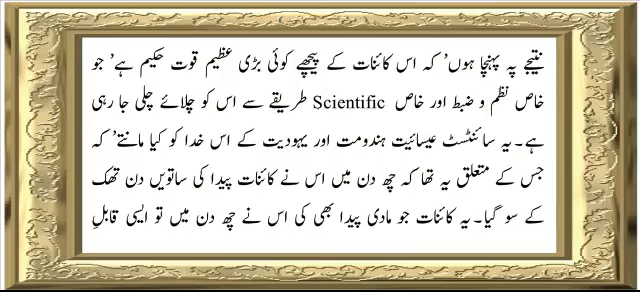 نتیجے پہ پہنچا ہوں' کہ اس کائنات کے پیچھے کوئی بڑی عظیم قوت حکیم ہے' جو
خاص نظم و ضبط اور خاص Scientific طریقے سے اس کو چلائے چلی جا رہی
ہے۔ یہ سائنٹسٹ عیسائیت ہندومت اور یہودیت کے اس خدا کو کیا مانتے' کہ
جس کے متعلق یہ تھا کہ چھ دن میں اس نے کائنات پیدا کی ساتویں دن تھک
کے سو گیا۔ یہ کائنات جو مادی پیدا بھی کی اس نے چھ دن میں تو ایسی قابلِ